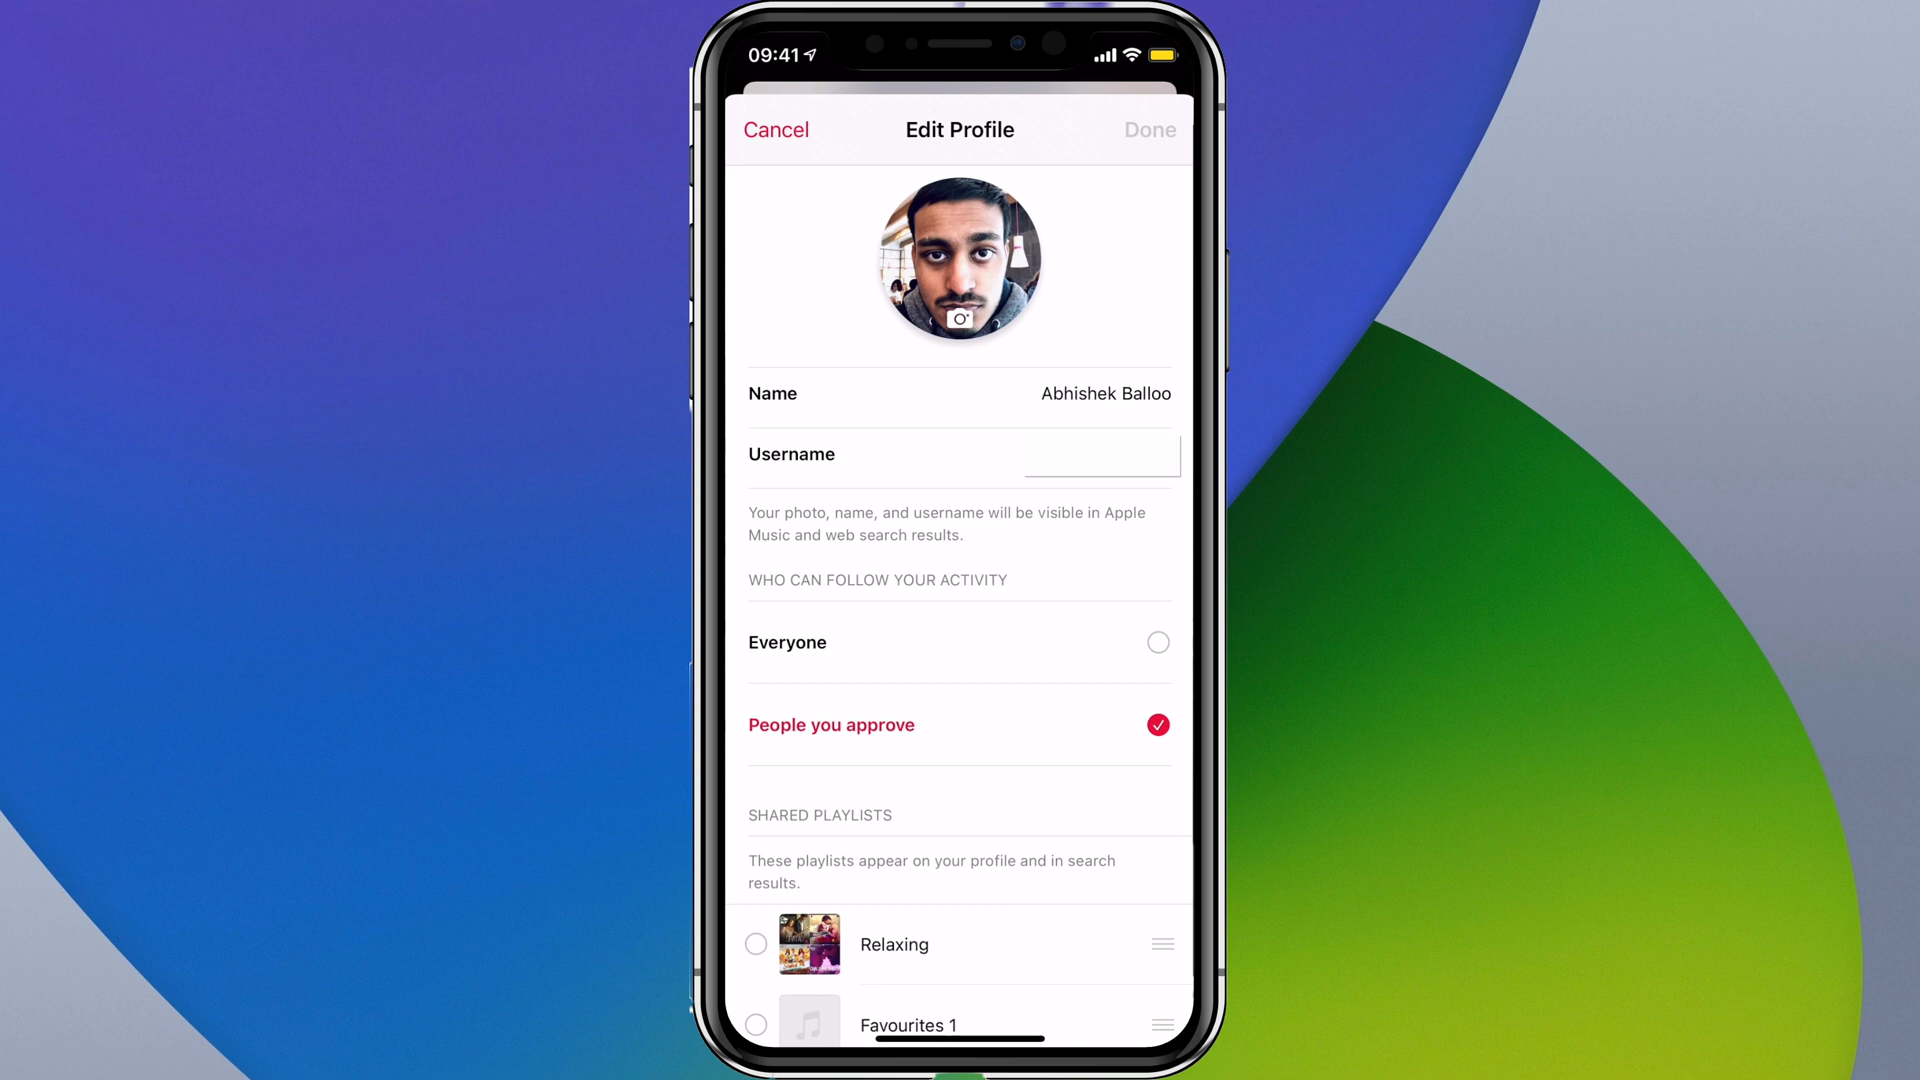 09:41
Cancel
Edit Profile
Done
Name
Abhishek Balloo
Username
Your photo, name, and username will be visible in Apple
Music and web search results.
WHO CAN FOLLOW YOUR ACTIVITY
Everyone
People you approve
SHARED PLAYLISTS
These playlists appear on your profile and in search
results.
Relaxing
Favourites 1